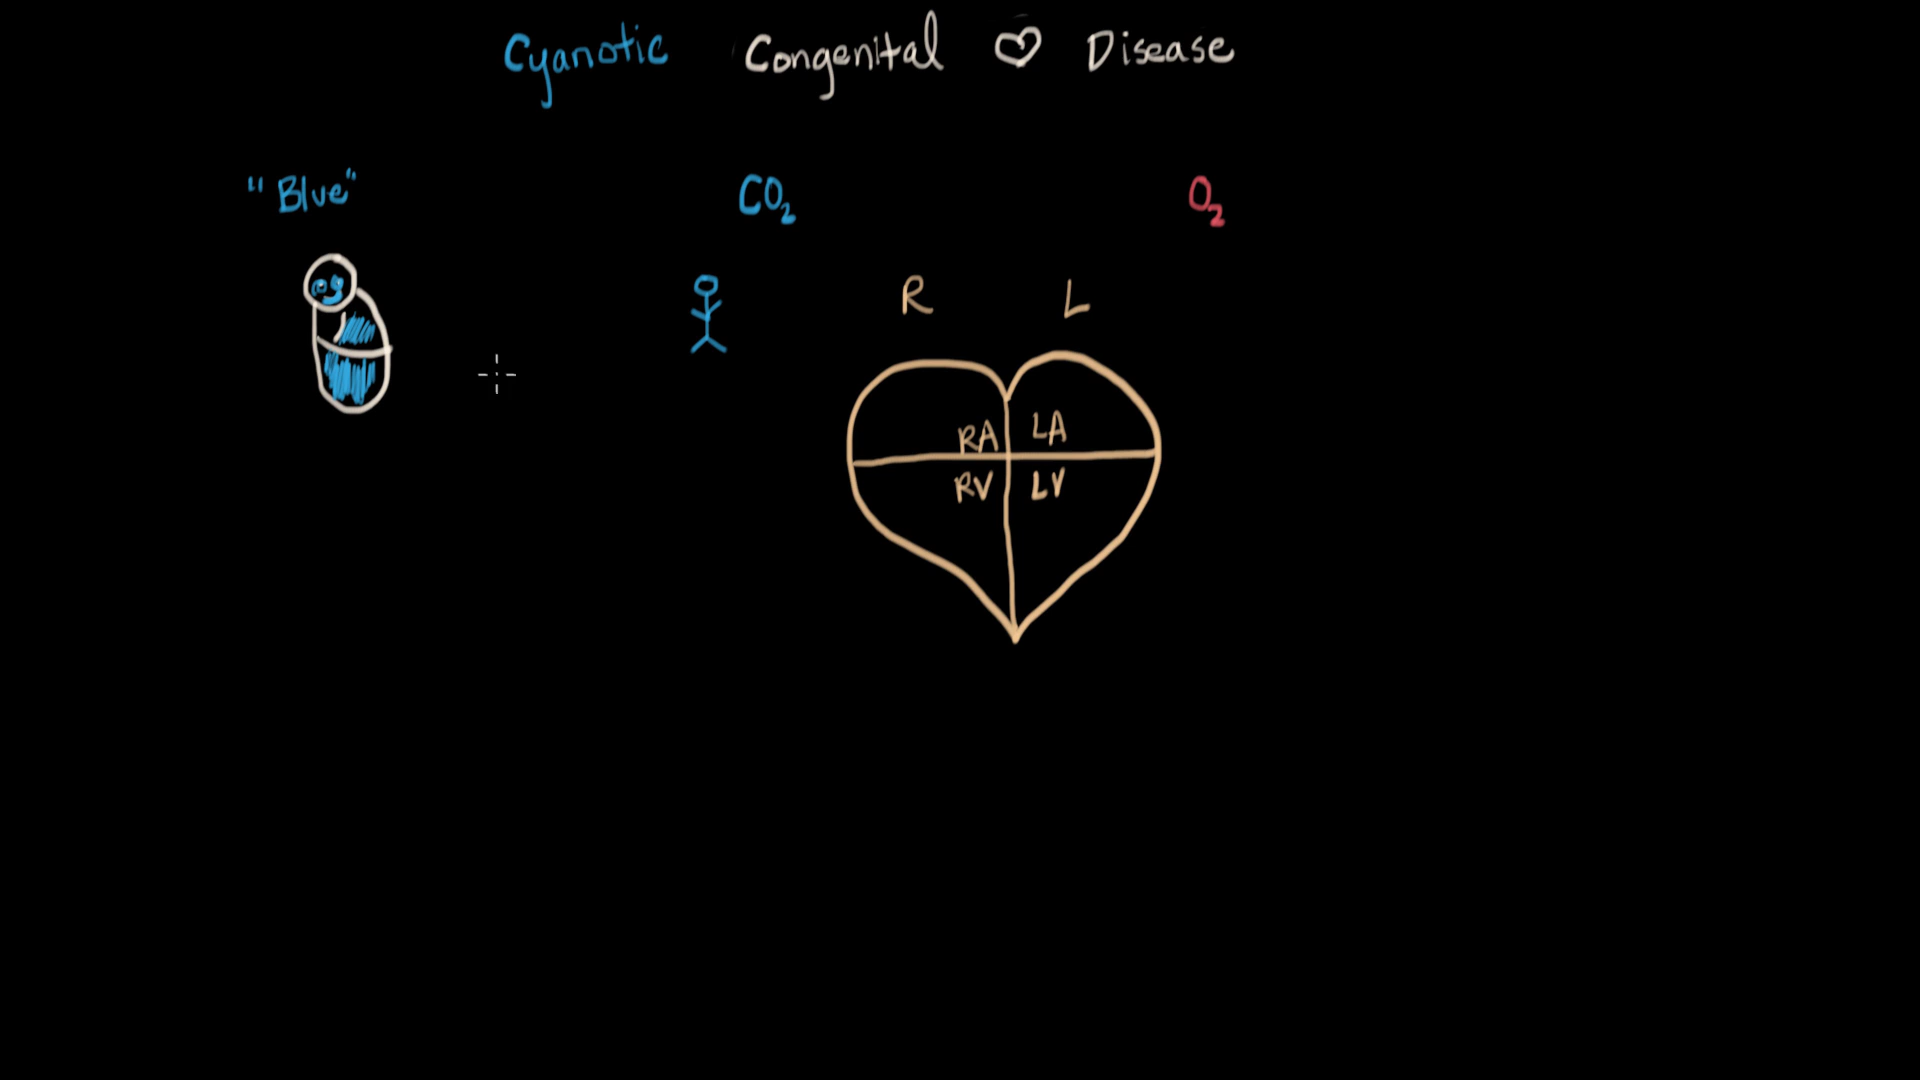 Cyanotic Congenital ♡ Disease
"Blue" CO₂ O₂
R L
RA LA
RV LV